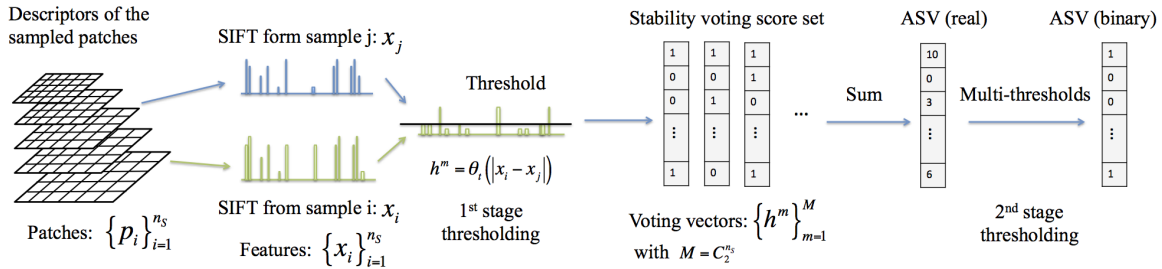 Descriptors of the
sampled patches
SIFT form sample j: x_j
SIFT from sample i: x_i
Patches: {p_i}_{i=1}^{n_S}
Features: {x_i}_{i=1}^{n_S}
Threshold
h^m = θ_t(|x_i − x_j|)
1st stage
thresholding
Stability voting score set
1 1 1
0 0 1
0 1 0
⋮ ⋮ ⋮ ...
1 0 1
Voting vectors: {h^m}_{m=1}^{M}
with M = C_2^{n_S}
Sum
ASV (real)
10
0
3
⋮
6
Multi-thresholds
2nd stage
thresholding
ASV (binary)
1
0
0
⋮
1